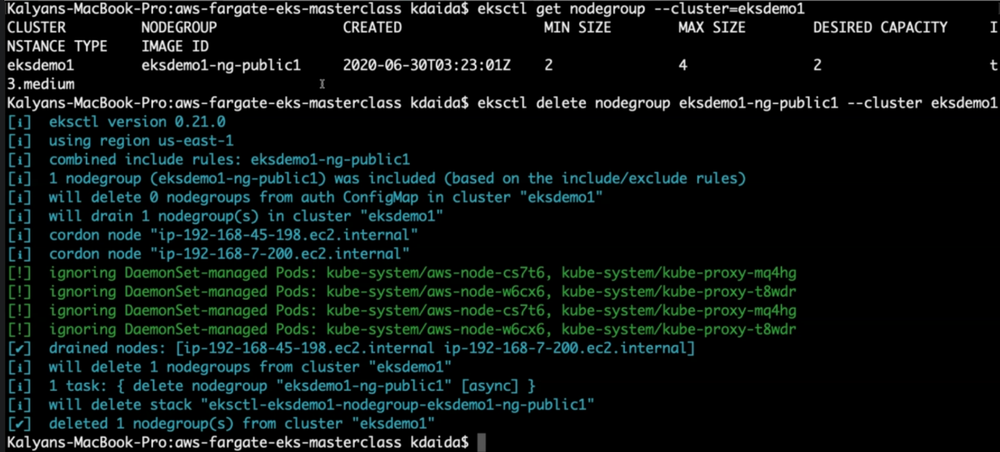 Kalyans-MacBook-Pro:aws-fargate-eks-masterclass kdaida$ eksctl get nodegroup --cluster=eksdemo1
CLUSTER NODEGROUP CREATED MIN SIZE MAX SIZE DESIRED CAPACITY I
NSTANCE TYPE IMAGE ID
eksdemo1 eksdemo1-ng-public1 2020-06-30T03:23:01Z 2 4 2 t
3.medium
Kalyans-MacBook-Pro:aws-fargate-eks-masterclass kdaida$ eksctl delete nodegroup eksdemo1-ng-public1 --cluster eksdemo1
[ℹ] eksctl version 0.21.0
[ℹ] using region us-east-1
[ℹ] combined include rules: eksdemo1-ng-public1
[ℹ] 1 nodegroup (eksdemo1-ng-public1) was included (based on the include/exclude rules)
[ℹ] will delete 0 nodegroups from auth ConfigMap in cluster "eksdemo1"
[ℹ] will drain 1 nodegroup(s) in cluster "eksdemo1"
[ℹ] cordon node "ip-192-168-45-198.ec2.internal"
[ℹ] cordon node "ip-192-168-7-200.ec2.internal"
[!] ignoring DaemonSet-managed Pods: kube-system/aws-node-cs7t6, kube-system/kube-proxy-mq4hg
[!] ignoring DaemonSet-managed Pods: kube-system/aws-node-w6cx6, kube-system/kube-proxy-t8wdr
[!] ignoring DaemonSet-managed Pods: kube-system/aws-node-cs7t6, kube-system/kube-proxy-mq4hg
[!] ignoring DaemonSet-managed Pods: kube-system/aws-node-w6cx6, kube-system/kube-proxy-t8wdr
[✔] drained nodes: [ip-192-168-45-198.ec2.internal ip-192-168-7-200.ec2.internal]
[ℹ] will delete 1 nodegroups from cluster "eksdemo1"
[ℹ] 1 task: { delete nodegroup "eksdemo1-ng-public1" [async] }
[ℹ] will delete stack "eksctl-eksdemo1-nodegroup-eksdemo1-ng-public1"
[✔] deleted 1 nodegroup(s) from cluster "eksdemo1"
Kalyans-MacBook-Pro:aws-fargate-eks-masterclass kdaida$